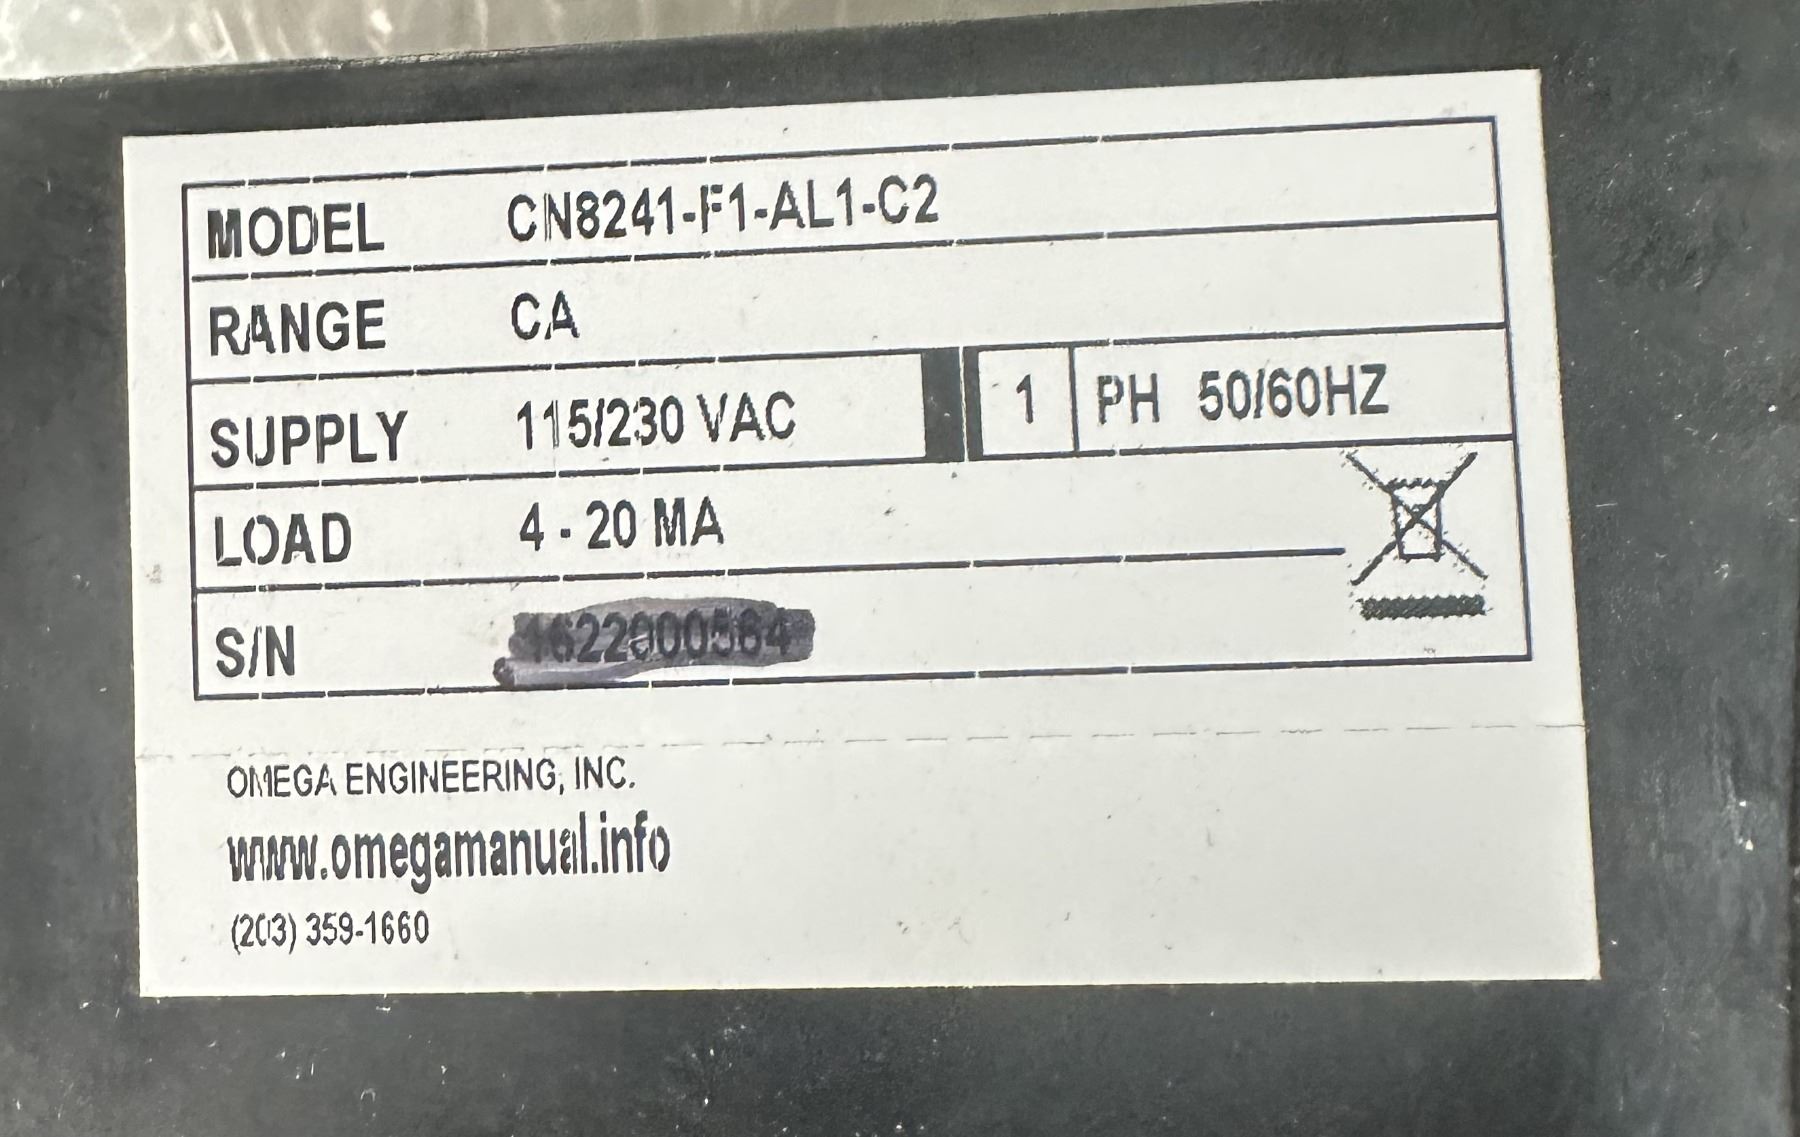 MODEL CN8241-F1-AL1-C2
RANGE CA
SUPPLY 115/230 VAC 1 PH 50/60HZ
LOAD 4 - 20 MA
S/N
OMEGA ENGINEERING, INC.
www.omegamanual.info
(203) 359-1660